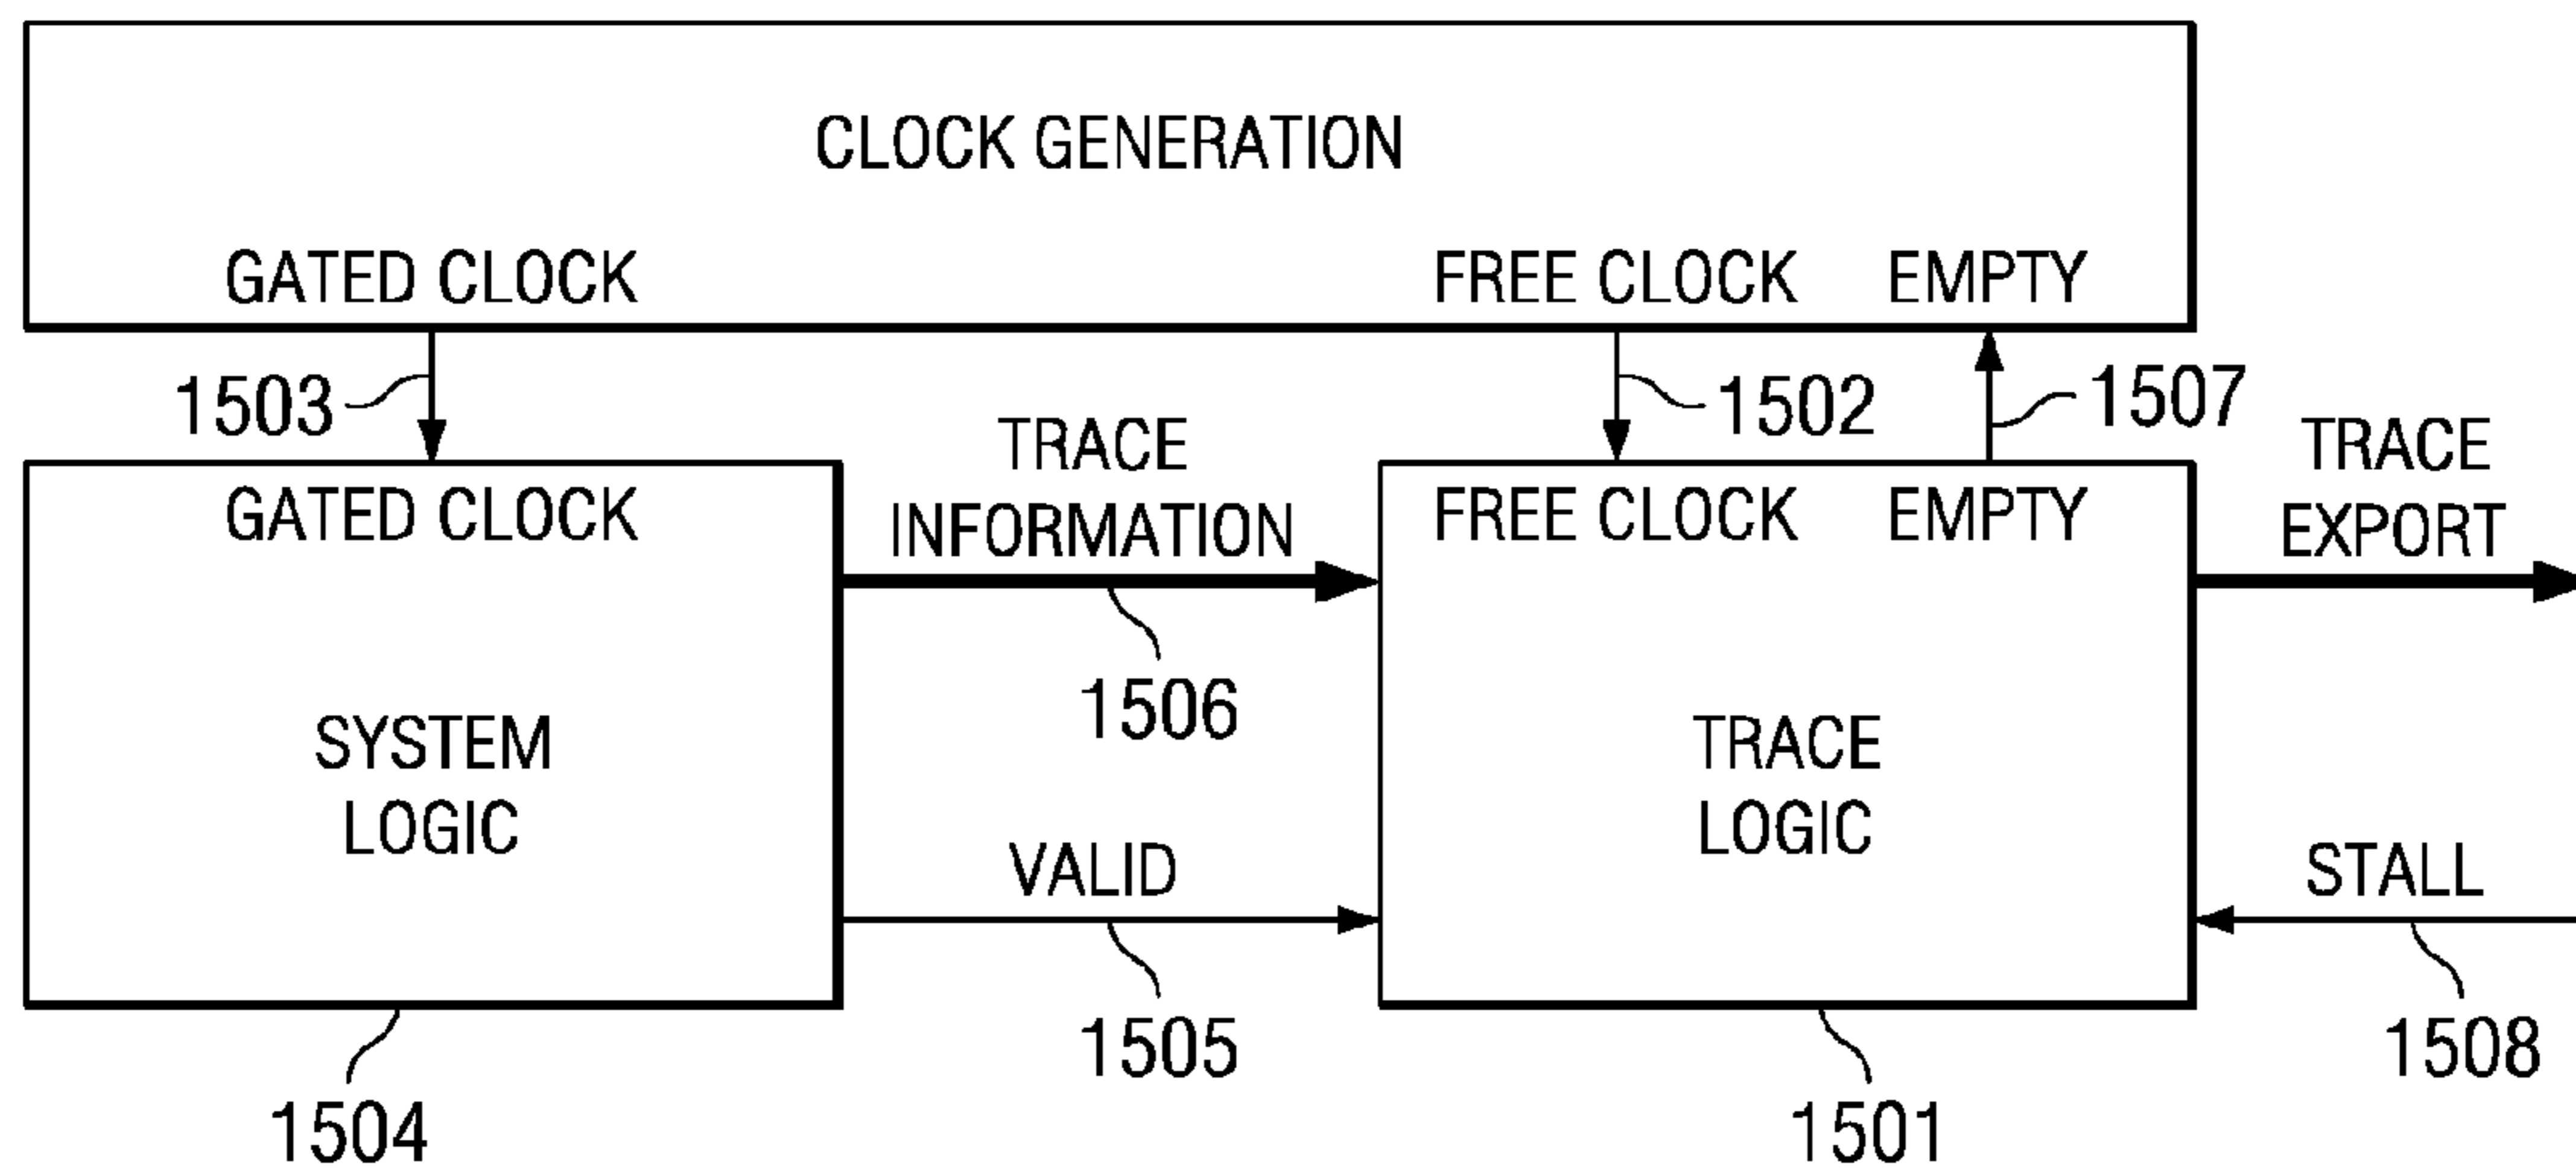 CLOCK GENERATION
GATED CLOCK
FREE CLOCK
EMPTY
1503
1502
1507
TRACE
INFORMATION
TRACE
EXPORT
GATED CLOCK
FREE CLOCK
EMPTY
1506
SYSTEM
LOGIC
TRACE
LOGIC
VALID
STALL
1505
1508
1504
1501